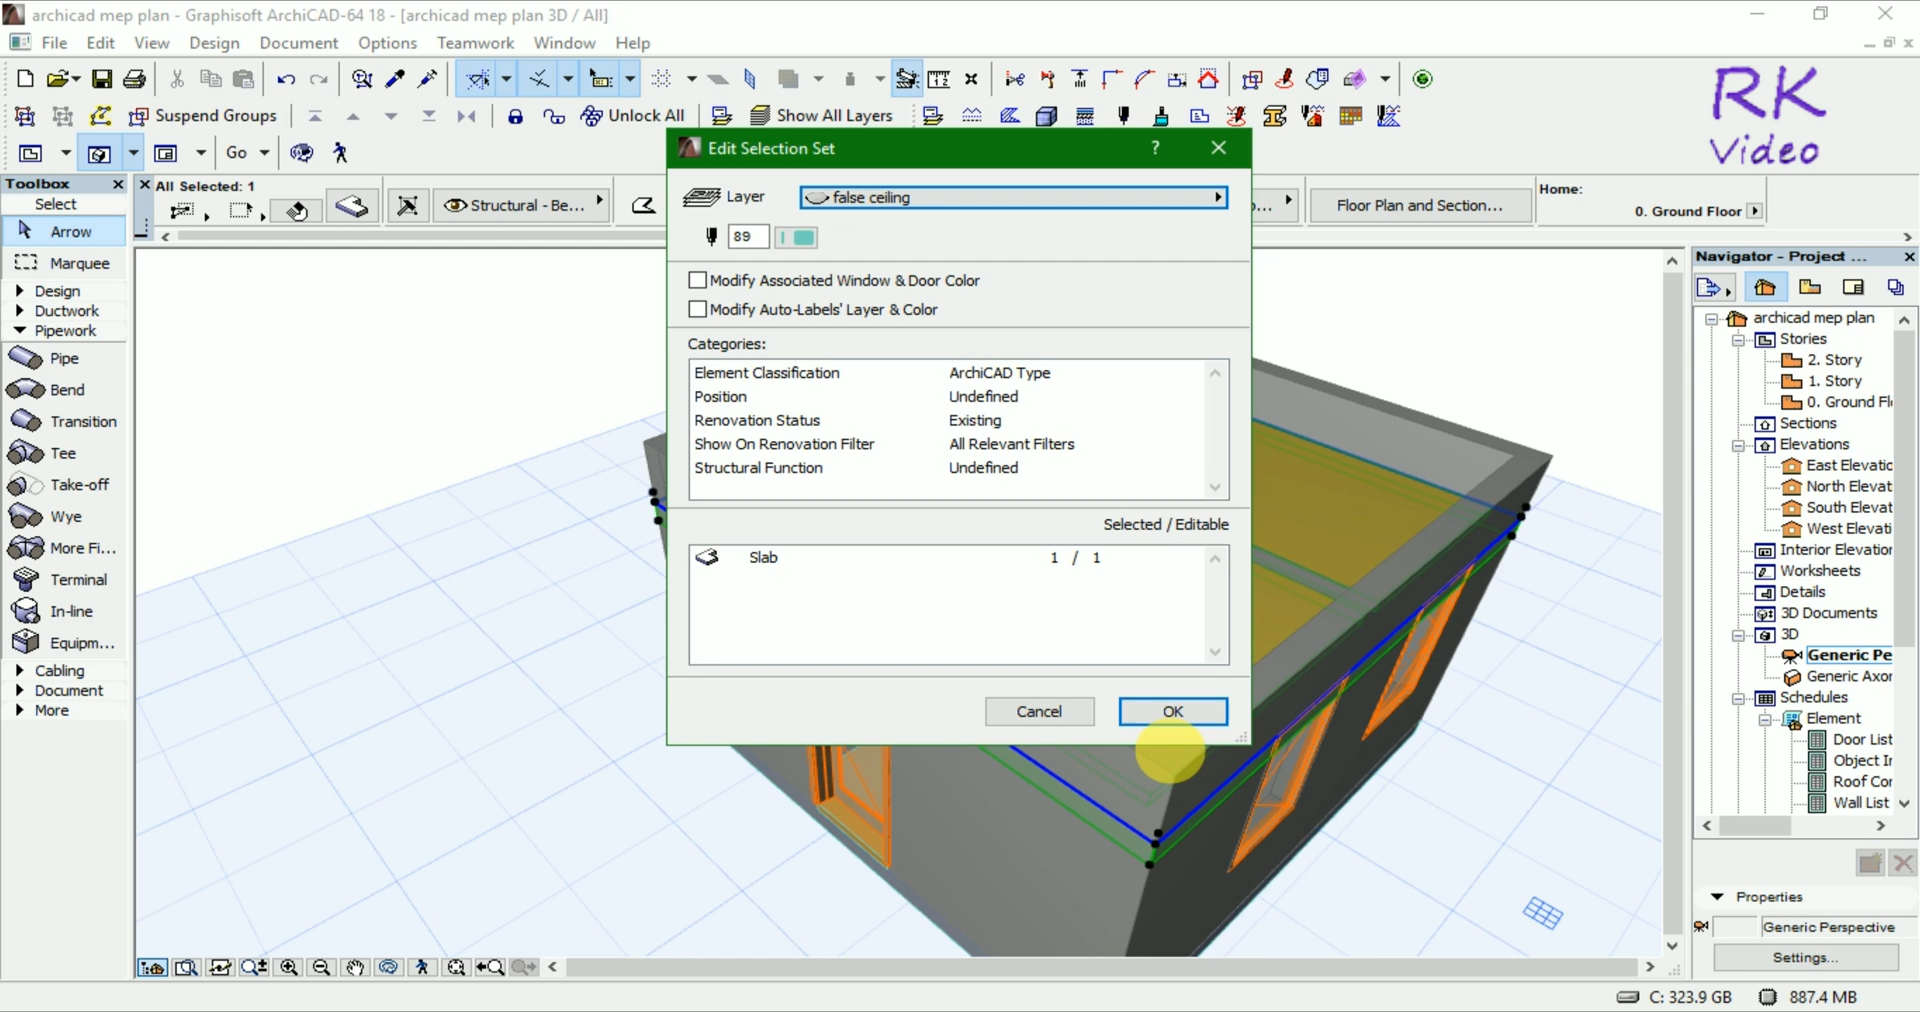 archicad mep plan - Graphisoft ArchiCAD-64 18 - [archicad mep plan 3D / All]
File Edit View Design Document Options Teamwork Window Help
RK
Video
Suspend Groups
Unlock All
Show All Layers
Go
Toolbox
Select
Arrow
Marquee
Design
Ductwork
Pipework
Pipe
Bend
Transition
Tee
Take-off
Wye
More Fi...
Terminal
In-line
Equipm...
Cabling
Document
More
All Selected: 1
Structural - Be...
Floor Plan and Section...
Home:
0. Ground Floor
Edit Selection Set
?
Layer
false ceiling
89
Modify Associated Window & Door Color
Modify Auto-Labels' Layer & Color
Categories:
Element Classification ArchiCAD Type
Position Undefined
Renovation Status Existing
Show On Renovation Filter All Relevant Filters
Structural Function Undefined
Selected / Editable
Slab 1 / 1
Cancel OK
Navigator - Project ...
archicad mep plan
Stories
2. Story
1. Story
0. Ground Fl
Sections
Elevations
East Elevatic
North Elevat
South Elevat
West Elevati
Interior Elevation
Worksheets
Details
3D Documents
3D
Generic Pe
Generic Axor
Schedules
Element
Door List
Object Ir
Roof Cor
Wall List
Properties
Generic Perspective
Settings...
C: 323.9 GB 887.4 MB